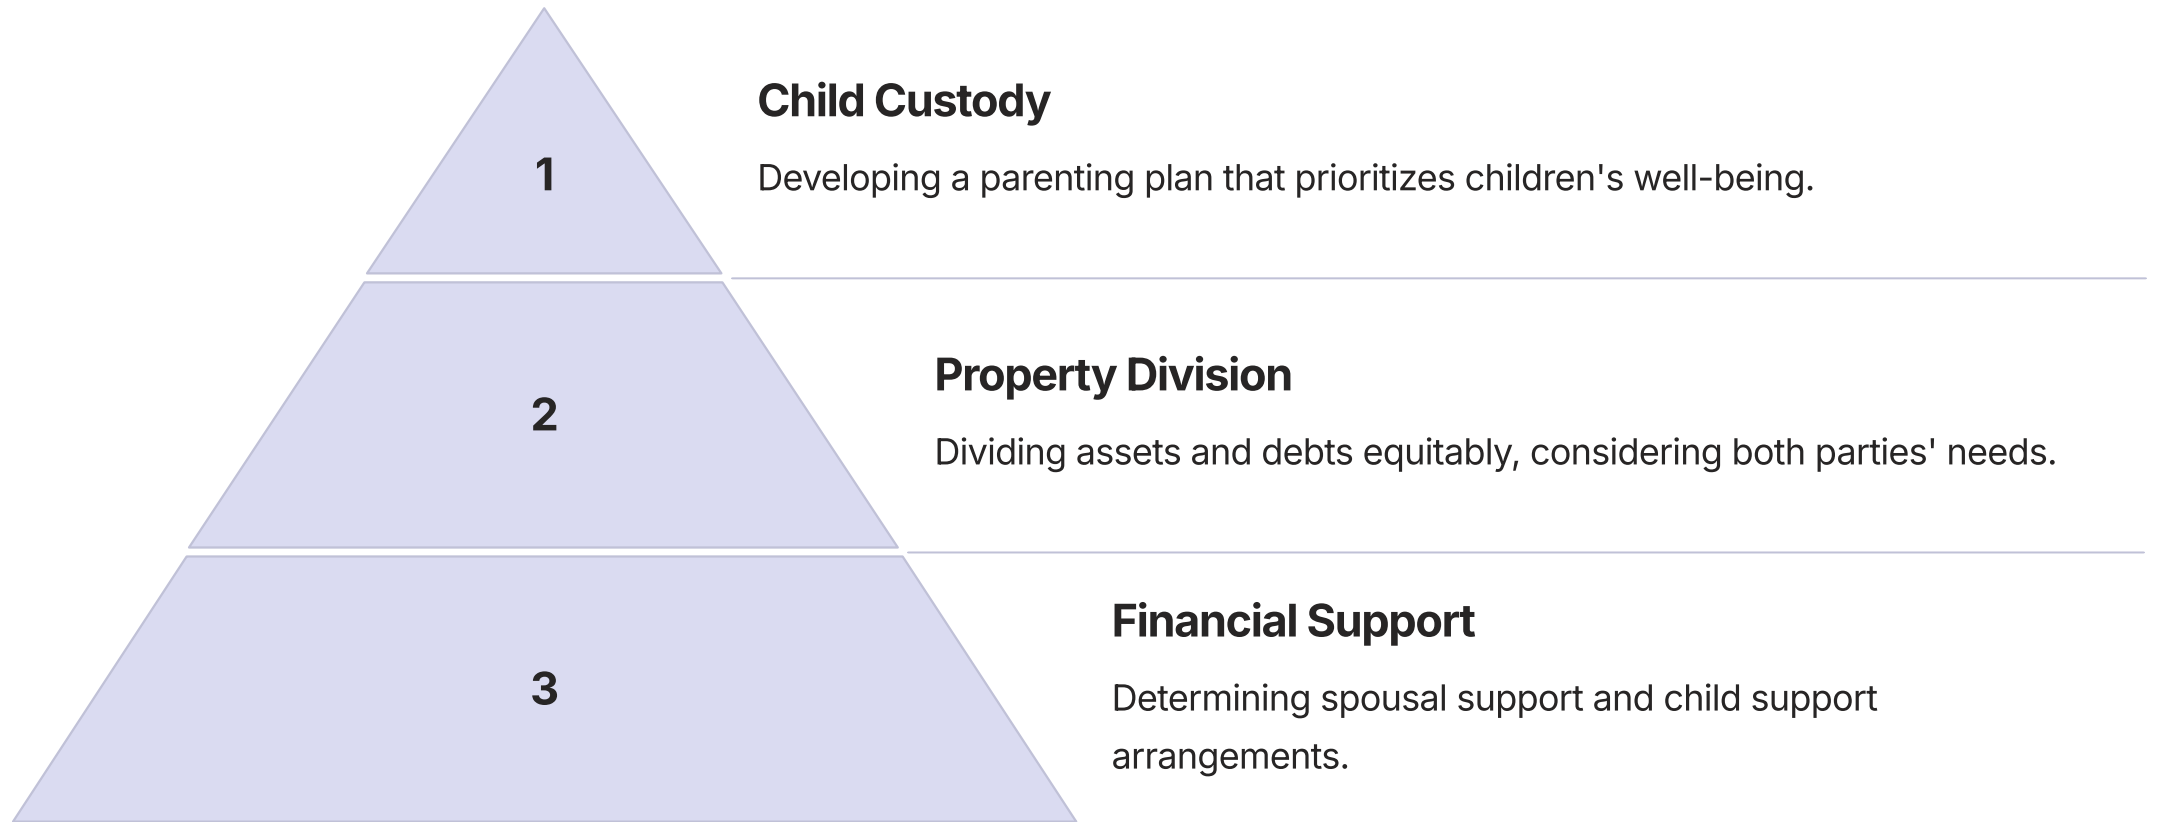 1
Child Custody
Developing a parenting plan that prioritizes children's well-being.
2
Property Division
Dividing assets and debts equitably, considering both parties' needs.
3
Financial Support
Determining spousal support and child support
arrangements.